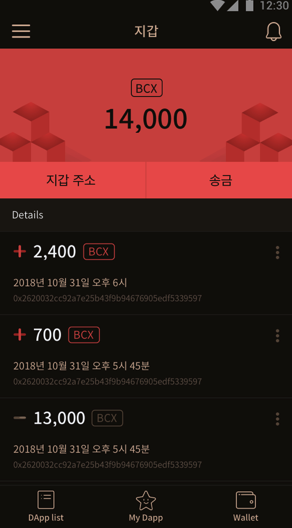 12:30
지갑
BCX
14,000
지갑 주소
송금
Details
+ 2,400 BCX
2018년 10월 31일 오후 6시
0x2620032cc92a7e25b43f9b94676905edf5339597
+ 700 BCX
2018년 10월 31일 오후 5시 45분
0x2620032cc92a7e25b43f9b94676905edf5339597
− 13,000 BCX
2018년 10월 31일 오후 5시 45분
0x2620032cc92a7e25b43f9b94676905edf5339597
DApp list
My Dapp
Wallet